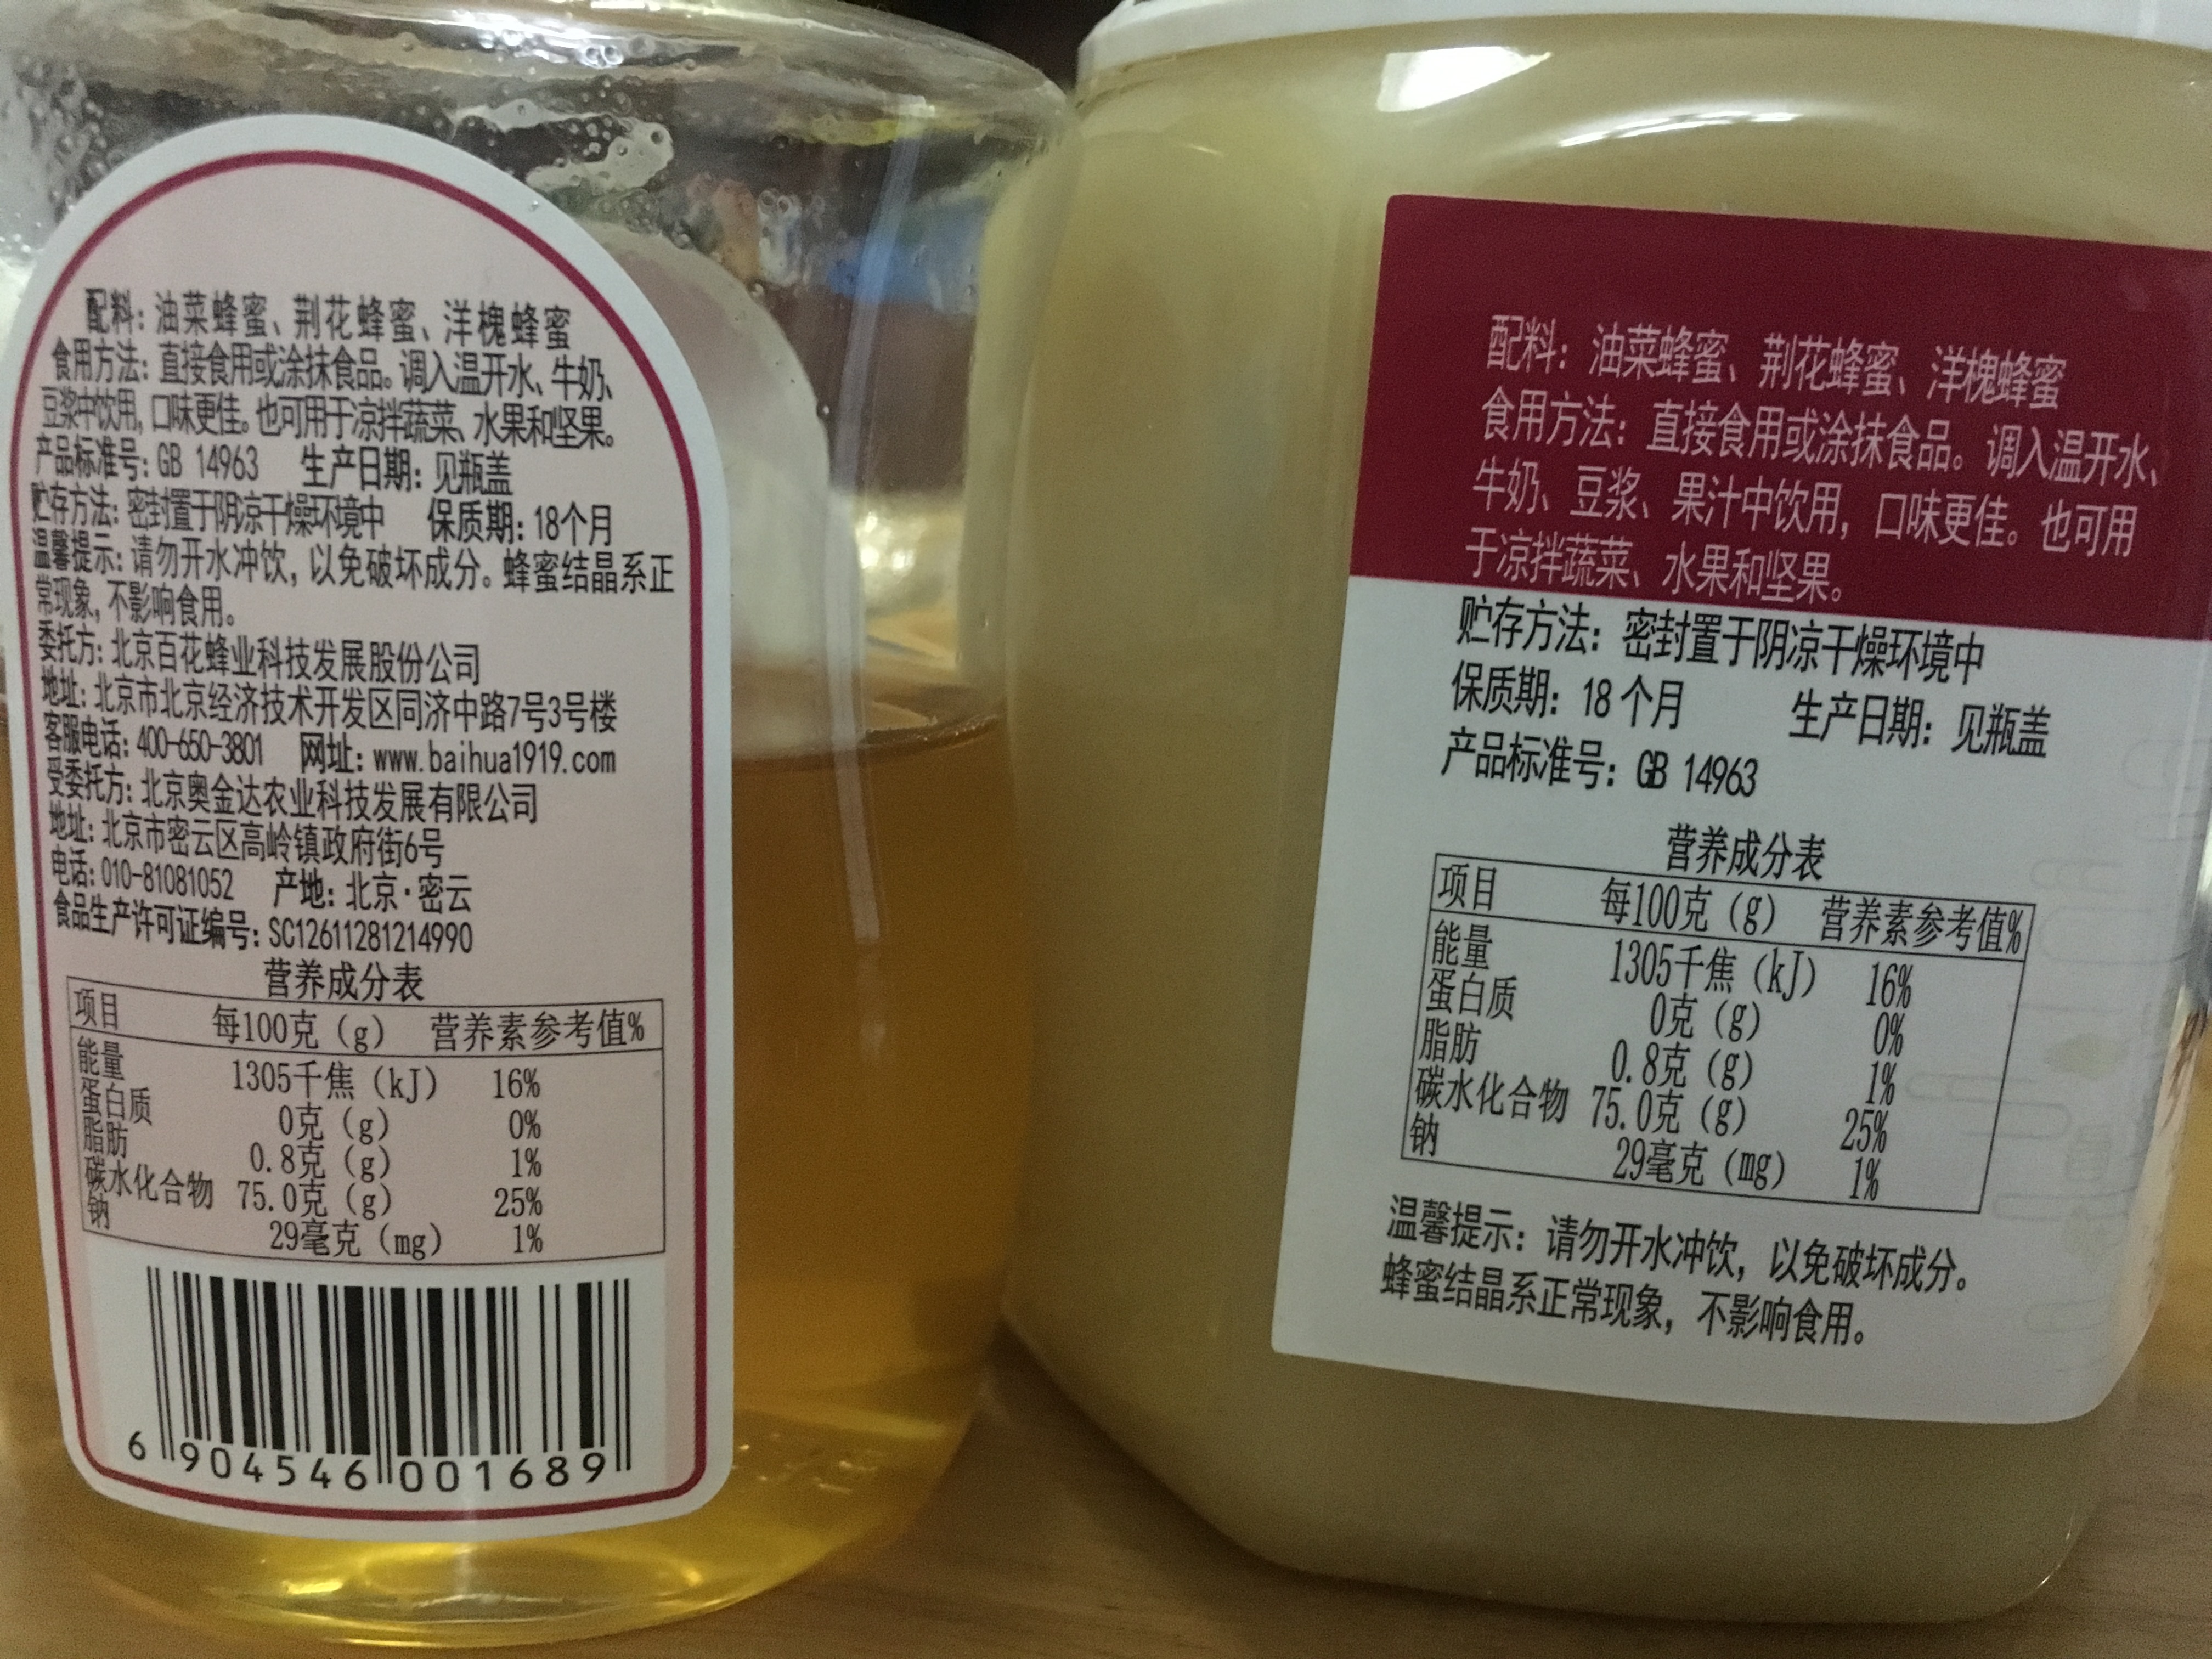 配料: 油菜蜂蜜、荆花蜂蜜、洋槐蜂蜜
食用方法: 直接食用或涂抹食品。调入温开水、牛奶、
豆浆中饮用, 口味更佳。也可用于凉拌蔬菜、水果和坚果。
产品标准号: GB 14963 生产日期: 见瓶盖
贮存方法: 密封置于阴凉干燥环境中 保质期: 18个月
温馨提示: 请勿开水冲饮, 以免破坏成分。蜂蜜结晶系正
常现象, 不影响食用。
委托方: 北京百花蜂业科技发展股份公司
地址: 北京市北京经济技术开发区同济中路7号3号楼
客服电话: 400-650-3801 网址: www.baihua1919.com
受委托方: 北京奥金达农业科技发展有限公司
地址: 北京市密云区高岭镇政府街6号
电话: 010-81081052 产地: 北京·密云
食品生产许可证编号: SC12611281214990
营养成分表
项目 每100克 (g) 营养素参考值%
能量 1305千焦 (kJ) 16%
蛋白质 0克 (g) 0%
脂肪 0.8克 (g) 1%
碳水化合物 75.0克 (g) 25%
钠 29毫克 (mg) 1%
6 904546 001689
配料: 油菜蜂蜜、荆花蜂蜜、洋槐蜂蜜
食用方法: 直接食用或涂抹食品。调入温开水、
牛奶、豆浆、果汁中饮用, 口味更佳。也可用
于凉拌蔬菜、水果和坚果。
贮存方法: 密封置于阴凉干燥环境中
保质期: 18个月 生产日期: 见瓶盖
产品标准号: GB 14963
营养成分表
项目 每100克 (g) 营养素参考值%
能量 1305千焦 (kJ) 16%
蛋白质 0克 (g) 0%
脂肪 0.8克 (g) 1%
碳水化合物 75.0克 (g) 25%
钠 29毫克 (mg) 1%
温馨提示: 请勿开水冲饮, 以免破坏成分。
蜂蜜结晶系正常现象, 不影响食用。